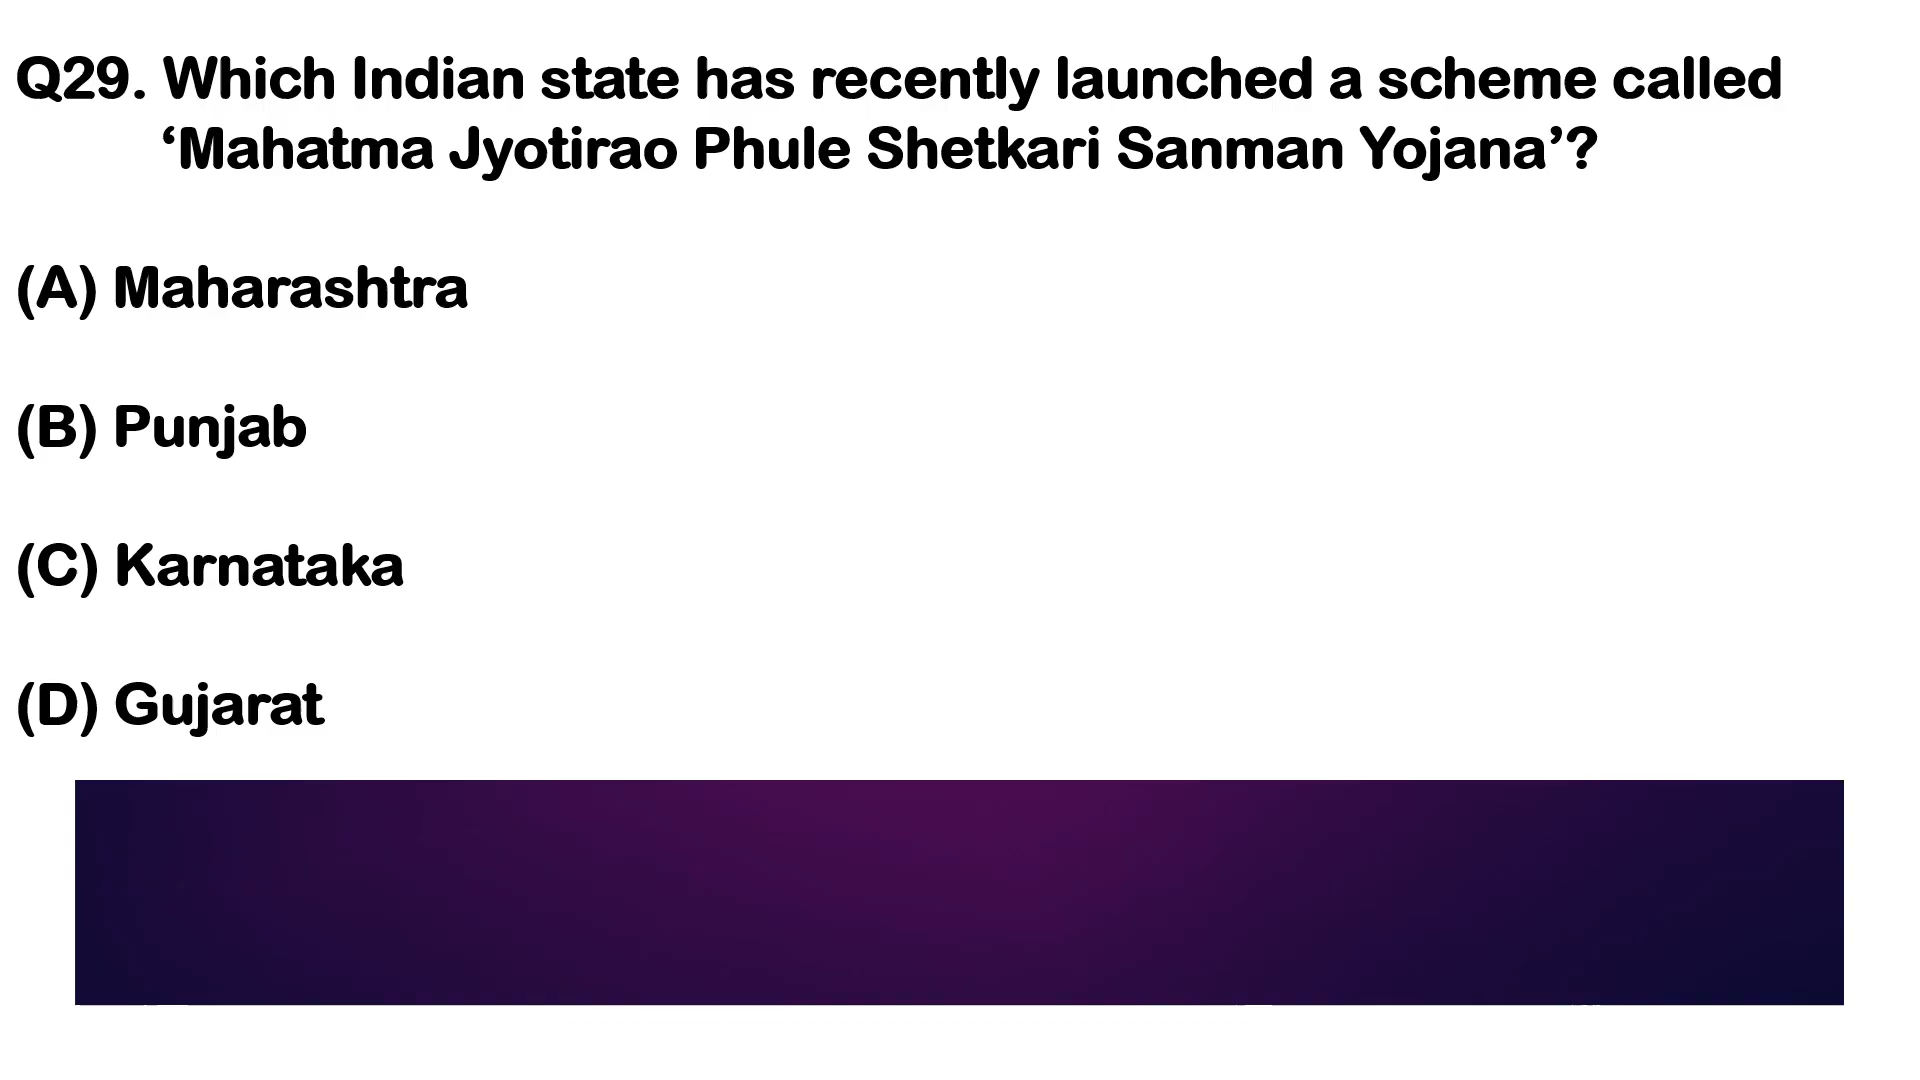 Q29. Which Indian state has recently launched a scheme called
‘Mahatma Jyotirao Phule Shetkari Sanman Yojana’?
(A) Maharashtra
(B) Punjab
(C) Karnataka
(D) Gujarat